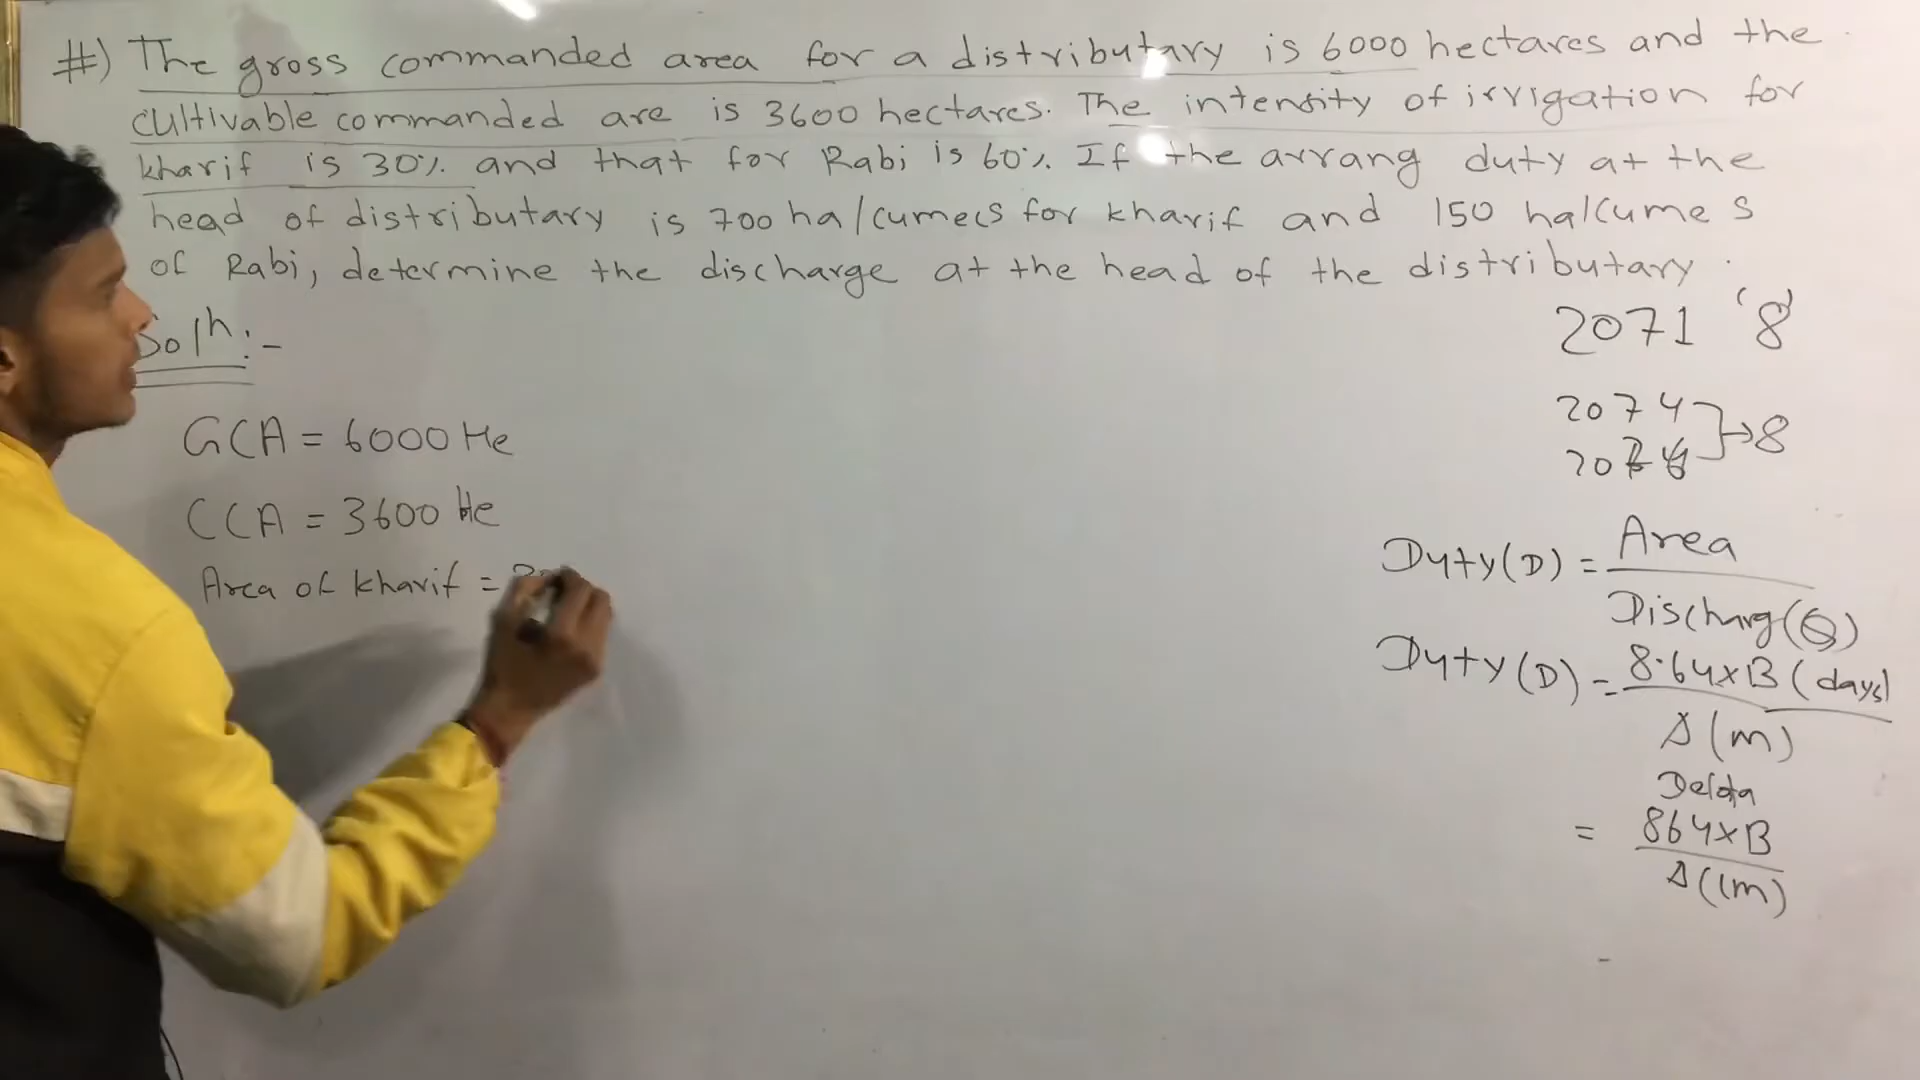 #) The gross commanded area for a distributary is 6000 hectares and the
cultivable commanded are is 3600 hectares. The intensity of irrigation for
kharif is 30% and that for Rabi is 60%. If the arrang duty at the
head of distributary is 700 ha/cumecs for kharif and 150 ha/cumes
of Rabi, determine the discharge at the head of the distributary.
Soln:-
2071 '8'
2074
→8
GCA = 6000 He
CCA = 3600 He
Area of kharif =
Duty(D) = Area
Discharg(Q)
Duty(D) = 8.64xB (days)
Δ(m)
Delta
= 864xB
Δ(cm)